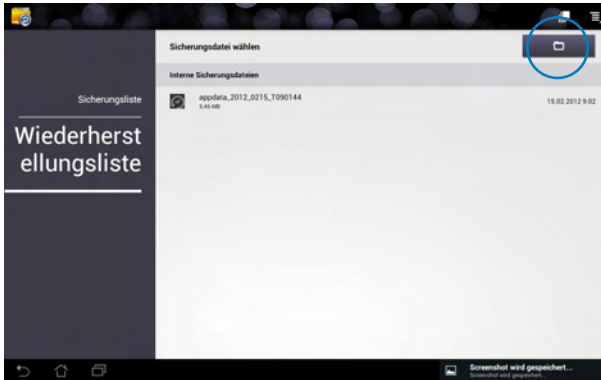 Sicherungsdatei wählen
Interne Sicherungsdateien
Sicherungsliste
appdata_2012_0215_T090144
3,45 MB
15.02.2012 9:02
Wiederherst
ellungsliste
Screenshot wird gespeichert...
Screenshot wird gespeichert...